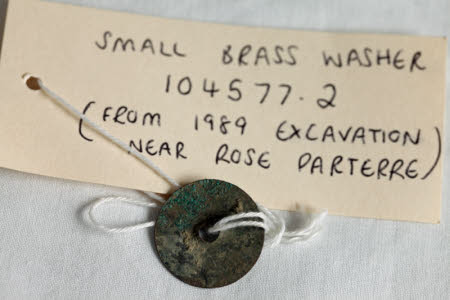 SMALL BRASS WASHER
104577.2
(FROM 1989 EXCAVATION
NEAR ROSE PARTERRE)